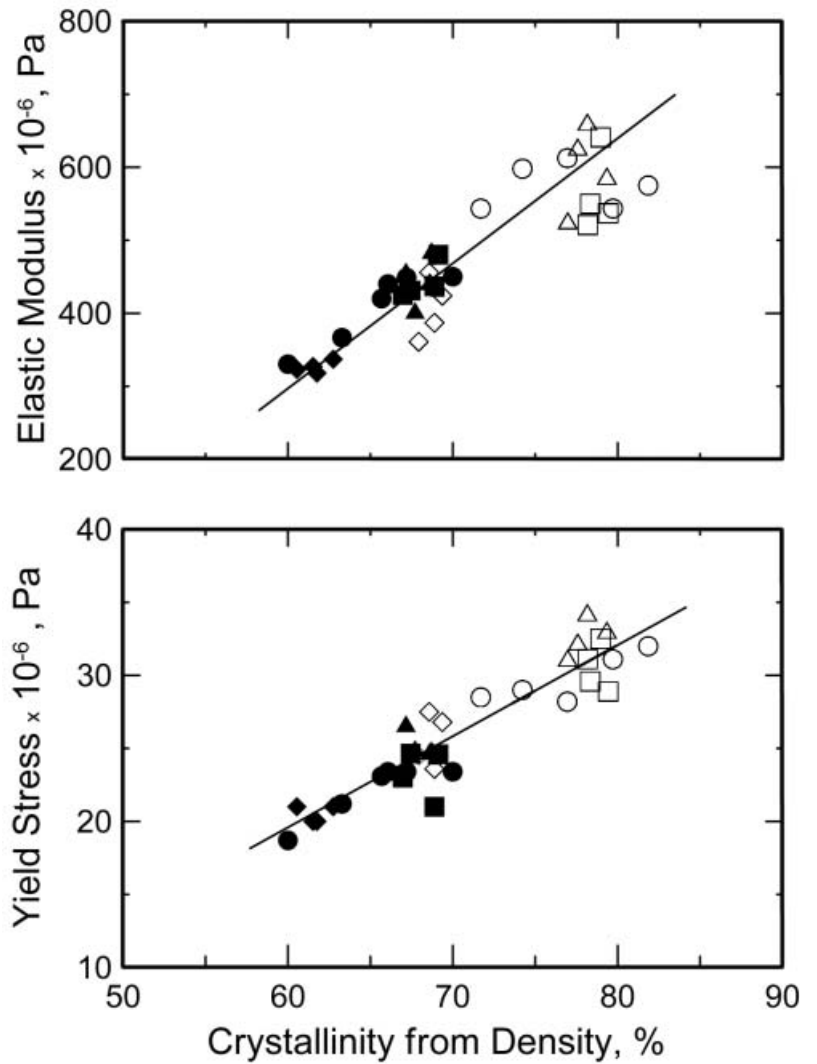 800
600
400
200
Elastic Modulus x 10-6, Pa
40
30
20
10
Yield Stress x 10-6 , Pa
50 60 70 80 90
Crystallinity from Density, %